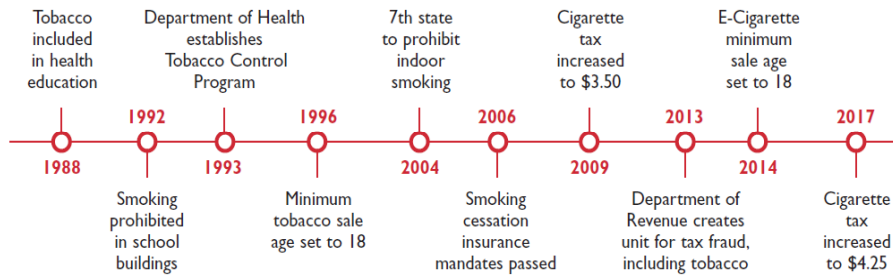 Tobacco
included
in health
education
1988
1992
Smoking
prohibited
in school
buildings
Department of Health
establishes
Tobacco Control
Program
1993
1996
Minimum
tobacco sale
age set to 18
7th state
to prohibit
indoor
smoking
2004
2006
Smoking
cessation
insurance
mandates passed
Cigarette
tax
increased
to $3.50
2009
2013
Department of
Revenue creates
unit for tax fraud,
including tobacco
E-Cigarette
minimum
sale age
set to 18
2014
2017
Cigarette
tax
increased
to $4.25